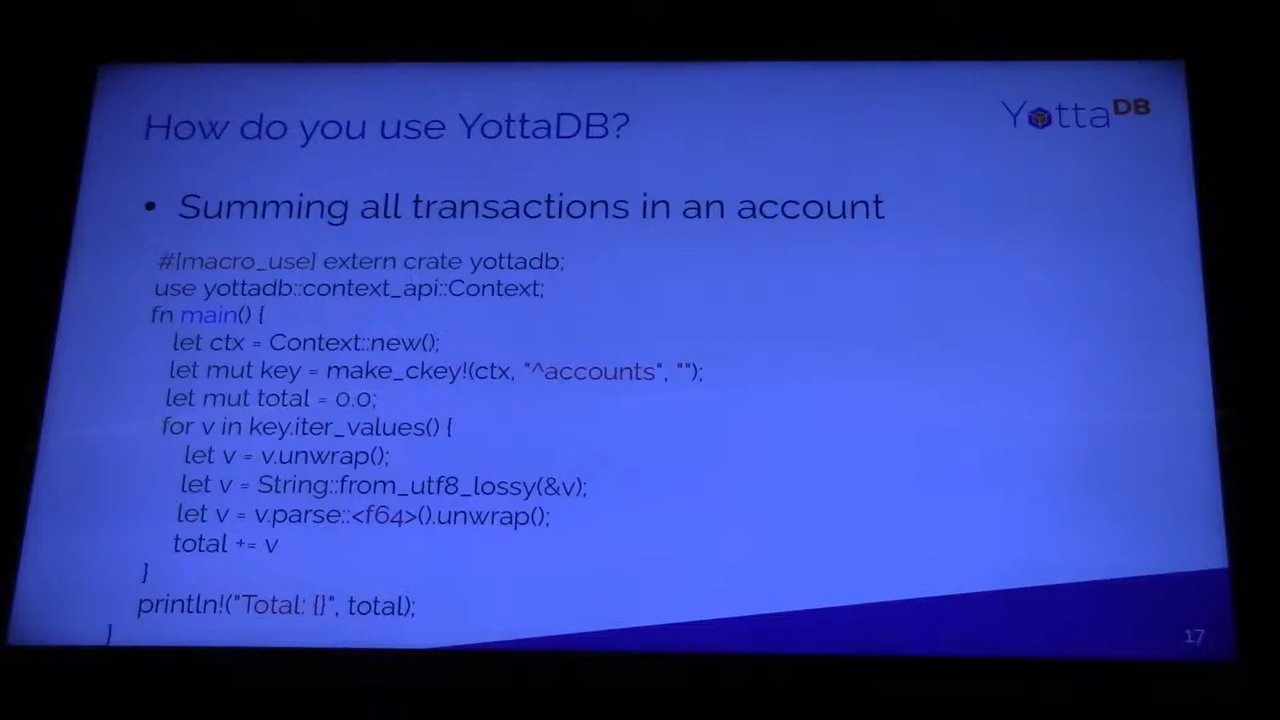 How do you use YottaDB?
YottaDB
• Summing all transactions in an account
#[macro_use] extern crate yottadb;
use yottadb::context_api::Context;
fn main() {
let ctx = Context::new();
let mut key = make_ckey!(ctx, "^accounts", "");
let mut total = 0.0;
for v in key.iter_values() {
let v = v.unwrap();
let v = String::from_utf8_lossy(&v);
let v = v.parse::<f64>().unwrap();
total += v
}
println!("Total: {}", total);
}
17